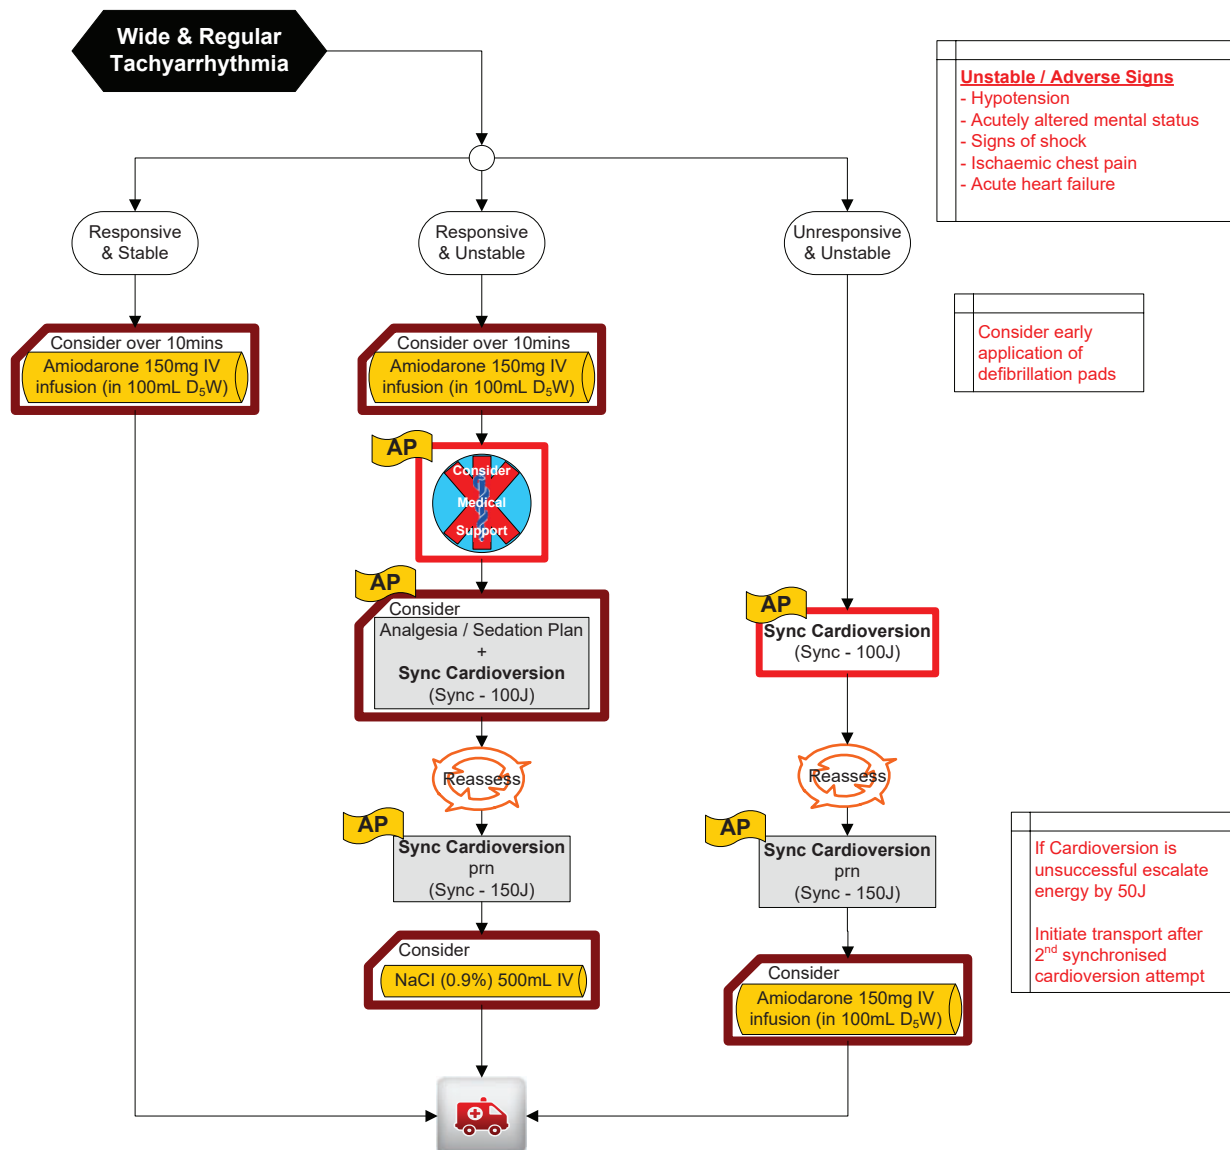 Wide & Regular
Tachyarrhythmia
Unstable / Adverse Signs
- Hypotension
- Acutely altered mental status
- Signs of shock
- Ischaemic chest pain
- Acute heart failure
Responsive
& Stable
Responsive
& Unstable
Unresponsive
& Unstable
Consider early
application of
defibrillation pads
Consider over 10mins
Amiodarone 150mg IV
infusion (in 100mL D₅W)
Consider over 10mins
Amiodarone 150mg IV
infusion (in 100mL D₅W)
AP
Consider
Medical
Support
AP
Consider
Analgesia / Sedation Plan
+
Sync Cardioversion
(Sync - 100J)
AP
Sync Cardioversion
(Sync - 100J)
Reassess
Reassess
AP
Sync Cardioversion
prn
(Sync - 150J)
AP
Sync Cardioversion
prn
(Sync - 150J)
If Cardioversion is
unsuccessful escalate
energy by 50J
Initiate transport after
2ⁿᵈ synchronised
cardioversion attempt
Consider
NaCl (0.9%) 500mL IV
Consider
Amiodarone 150mg IV
infusion (in 100mL D₅W)